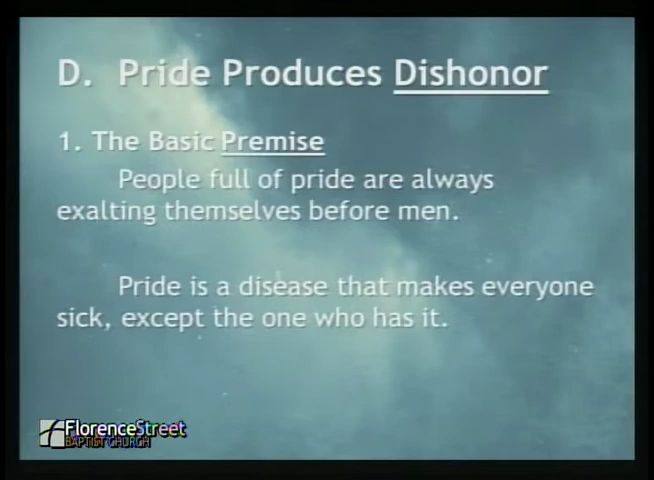 D. Pride Produces Dishonor
1. The Basic Premise
People full of pride are always
exalting themselves before men.
Pride is a disease that makes everyone
sick, except the one who has it.
FlorenceStreet
BAPTIST CHURCH